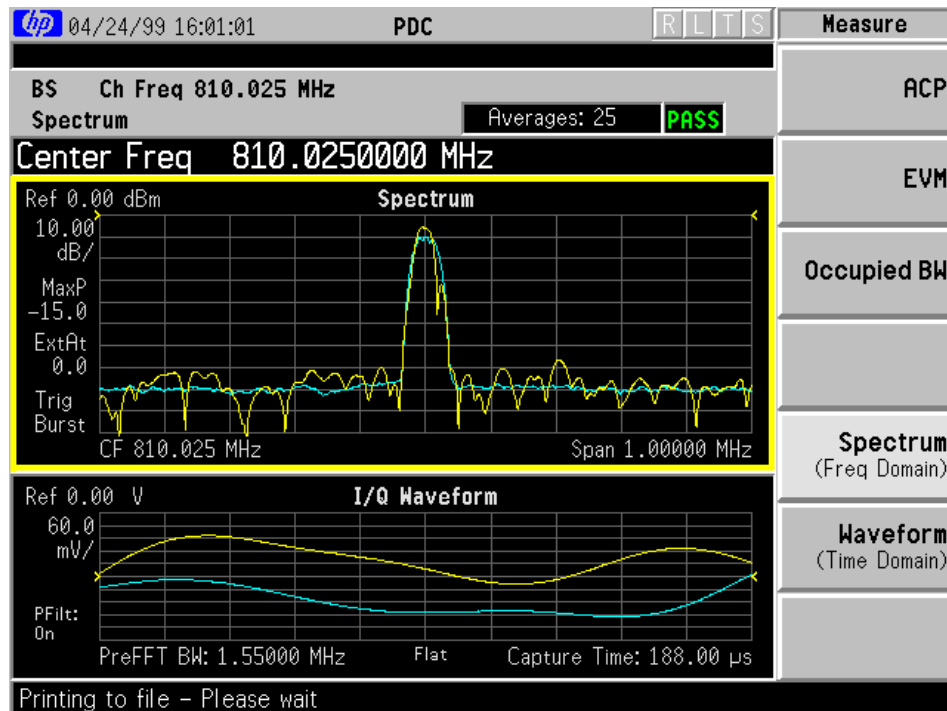 hp 04/24/99 16:01:01 PDC R L T S Measure
BS Ch Freq 810.025 MHz
Spectrum
Averages: 25 PASS
Center Freq 810.0250000 MHz
Ref 0.00 dBm Spectrum
10.00
dB/
MaxP
-15.0
ExtAt
0.0
Trig
Burst
CF 810.025 MHz Span 1.00000 MHz
Ref 0.00 V I/Q Waveform
60.0
mV/
PFilt:
On
PreFFT BW: 1.55000 MHz Flat Capture Time: 188.00 µs
Printing to file – Please wait
ACP
EVM
Occupied BW
Spectrum
(Freq Domain)
Waveform
(Time Domain)